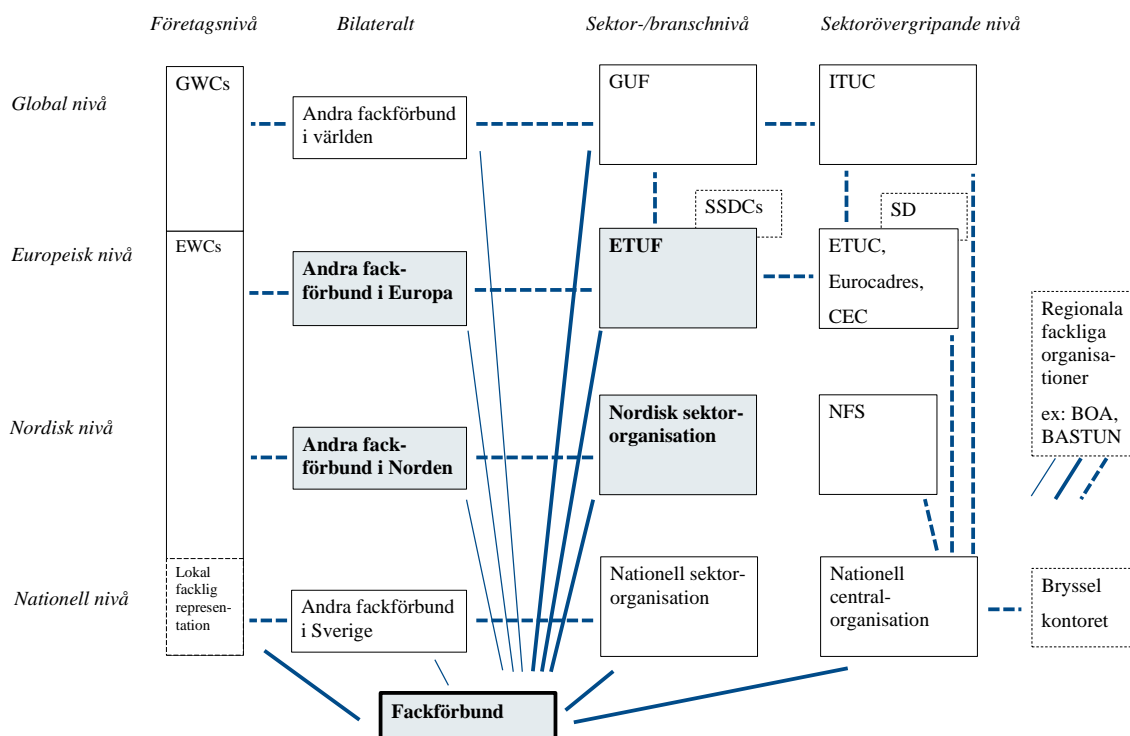 Företagsnivå
Bilateralt
Sektor-/branschnivå
Sektorövergripande nivå
Global nivå
GWCs
Andra fackförbund
i världen
GUF
ITUC
SSDCs
SD
Europeisk nivå
EWCs
Andra fack-
förbund i Europa
ETUF
ETUC,
Eurocadres,
CEC
Regionala
fackliga
organisa-
tioner
ex: BOA,
BASTUN
Nordisk nivå
Andra fack-
förbund i Norden
Nordisk sektor-
organisation
NFS
Nationell nivå
Lokal
facklig
represen-
tation
Andra fackförbund
i Sverige
Nationell sektor-
organisation
Nationell
central-
organisation
Bryssel
kontoret
Fackförbund